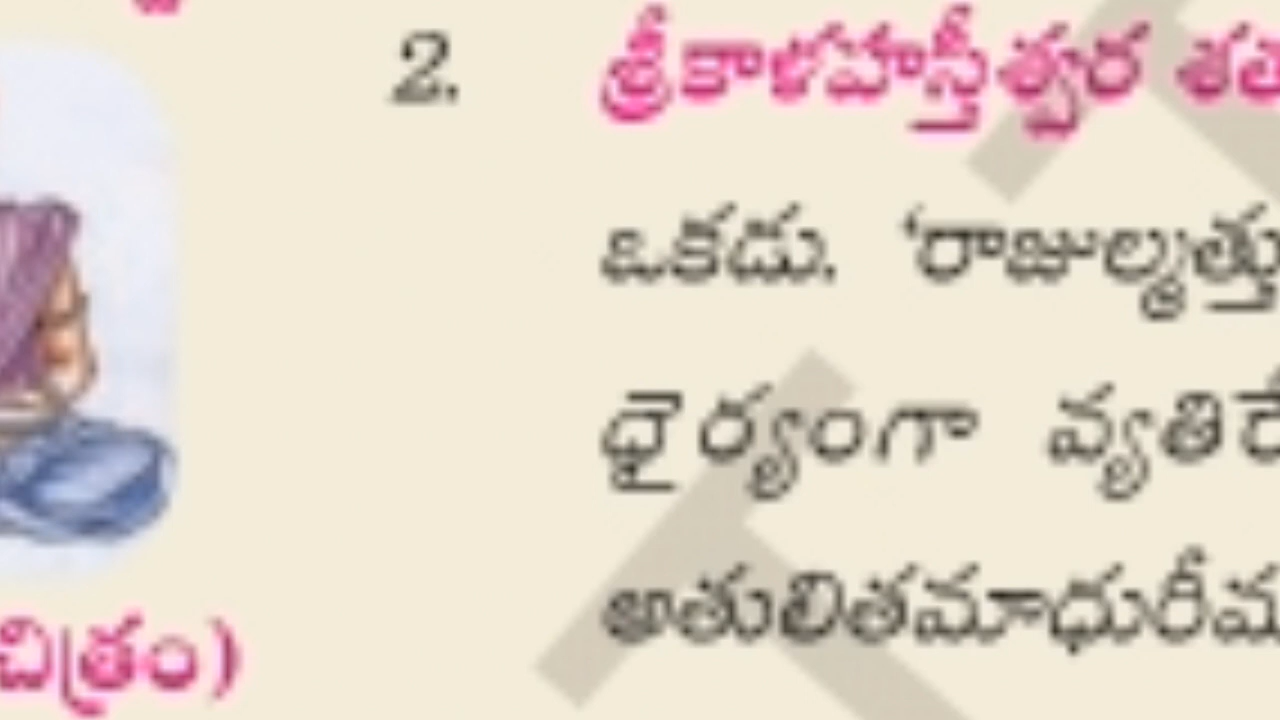 2. శ్రీకాళహస్తీశ్వర
ఒకడు. ‘రాజుల్మత్తు
ధైర్యంగా వ్యతిరే
అతులితమాధురీమ
చిత్రం)